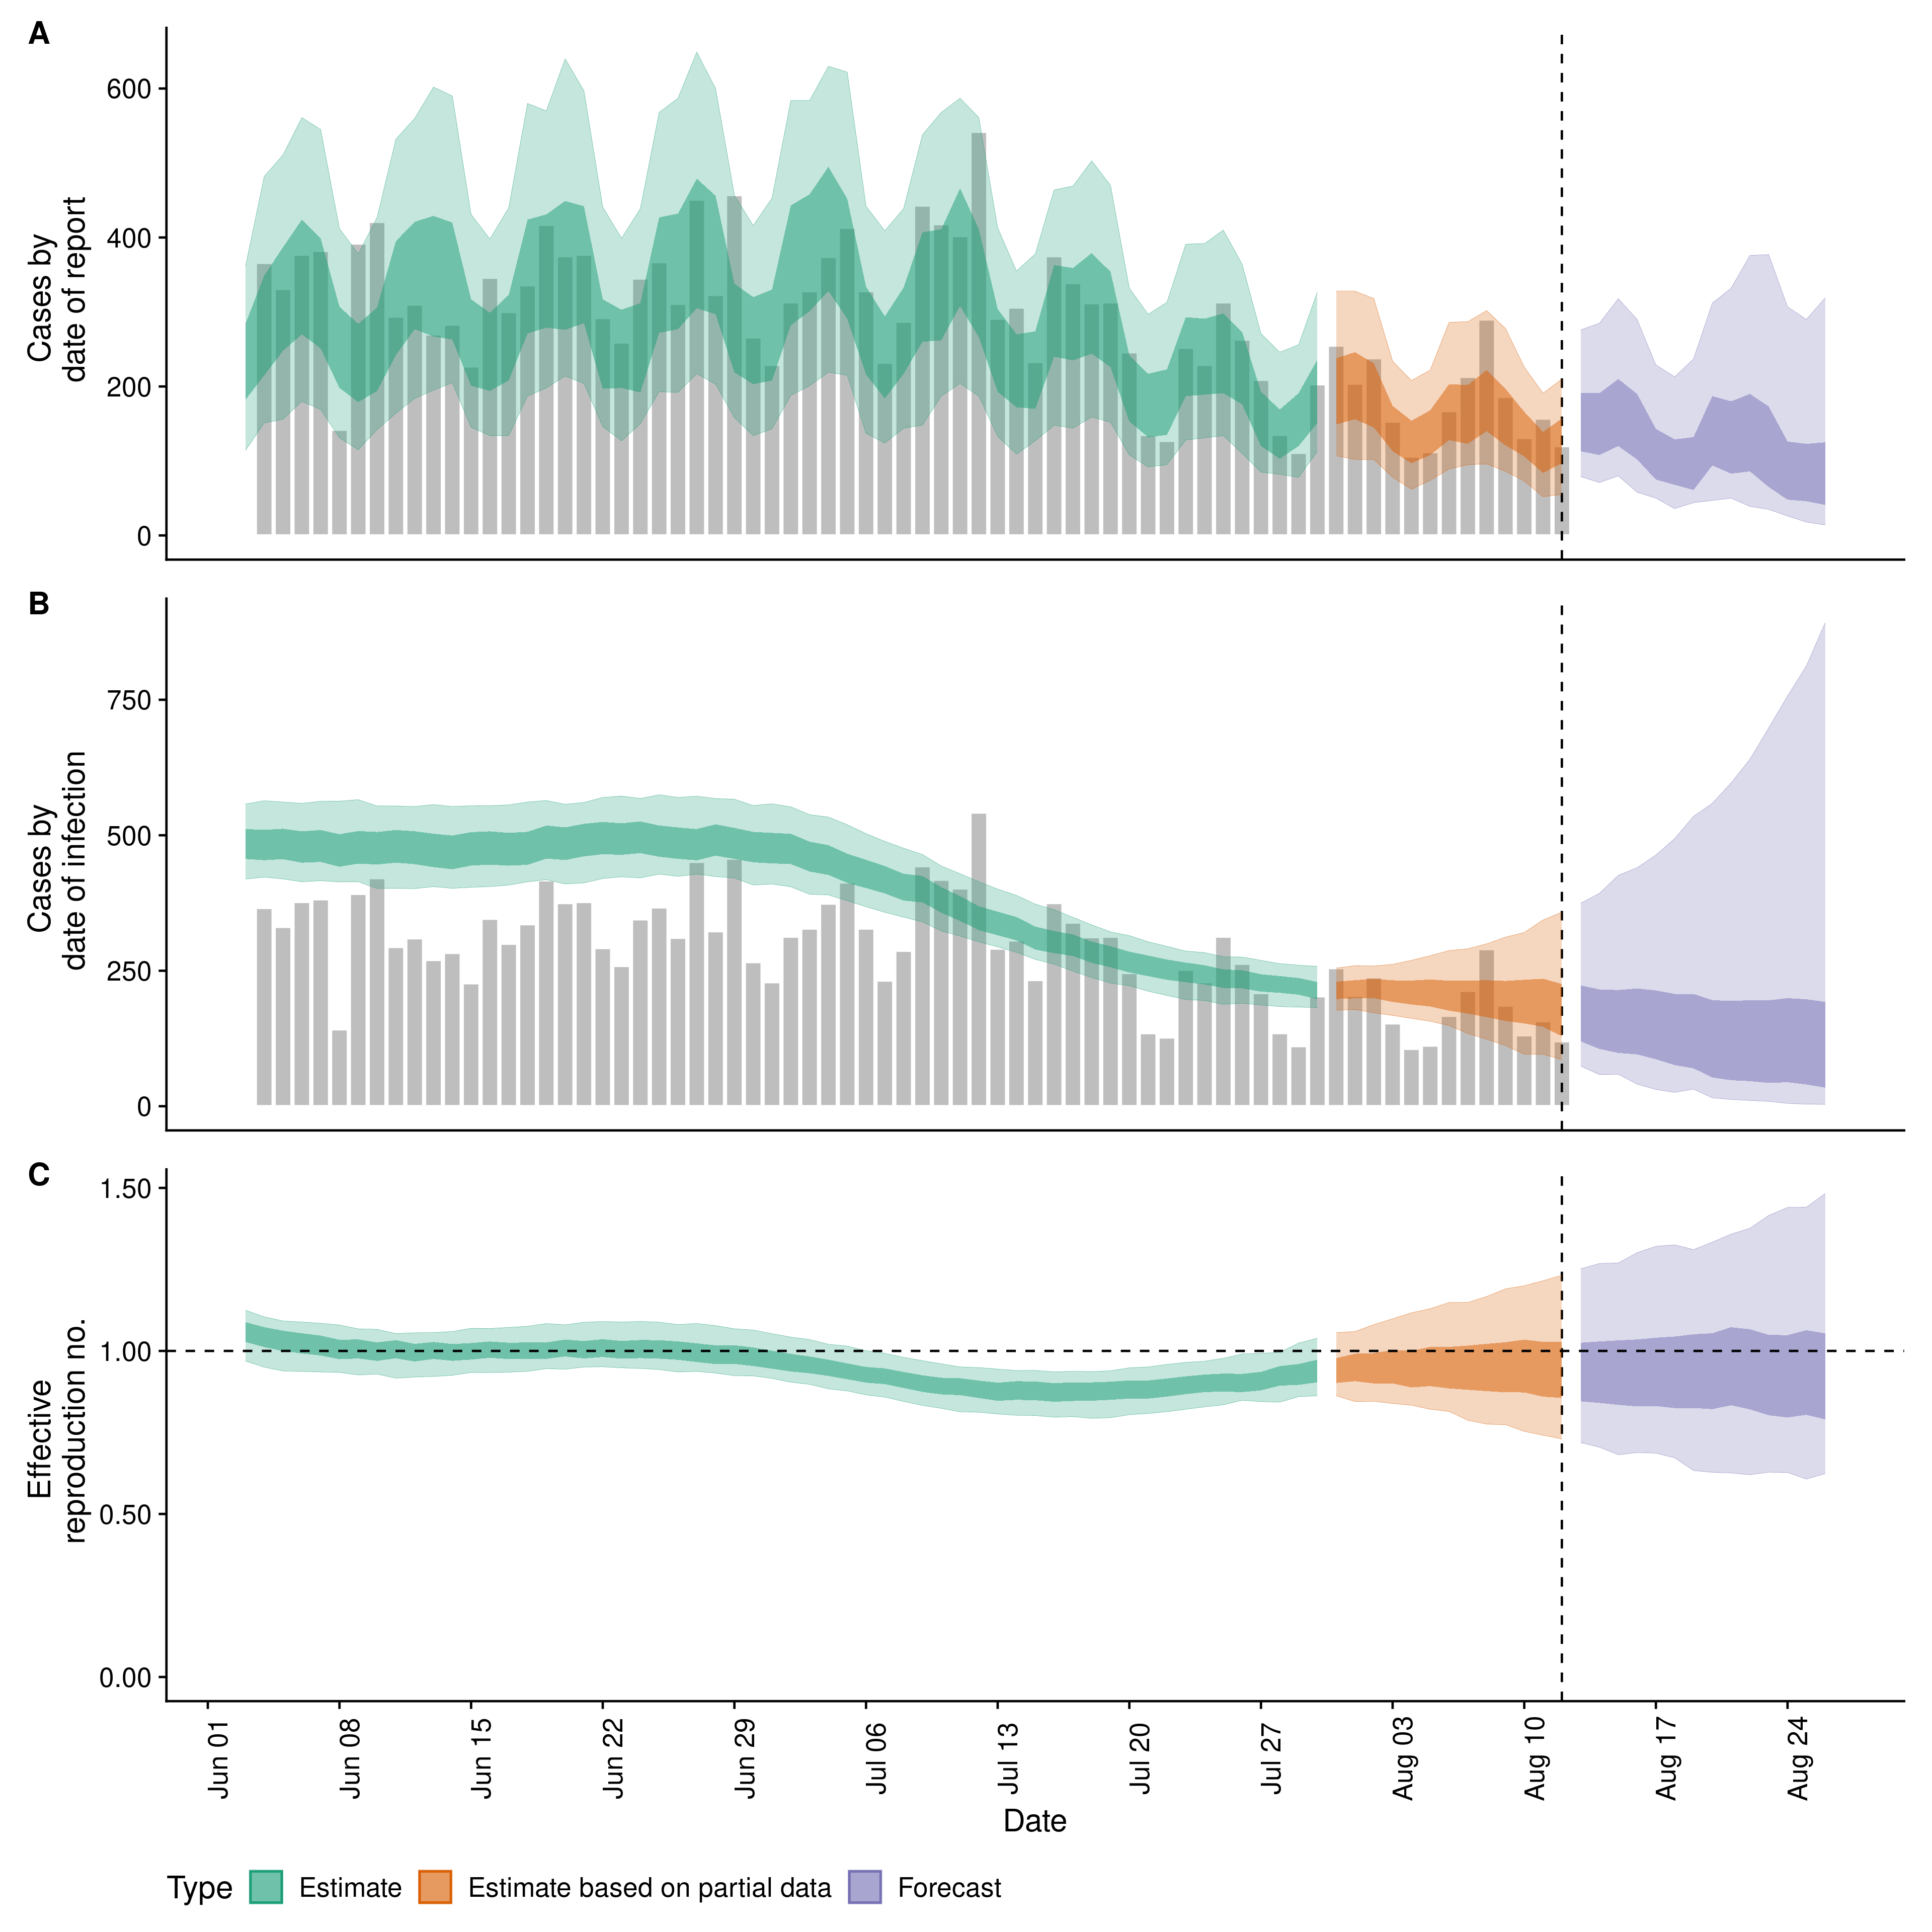 A
600
400
200
0
Cases by
date of report
B
750
500
250
0
Cases by
date of infection
C
1.50
1.00
0.50
0.00
Effective
reproduction no.
Jun 01
Jun 08
Jun 15
Jun 22
Jun 29
Jul 06
Jul 13
Jul 20
Jul 27
Aug 03
Aug 10
Aug 17
Aug 24
Date
Type Estimate Estimate based on partial data Forecast